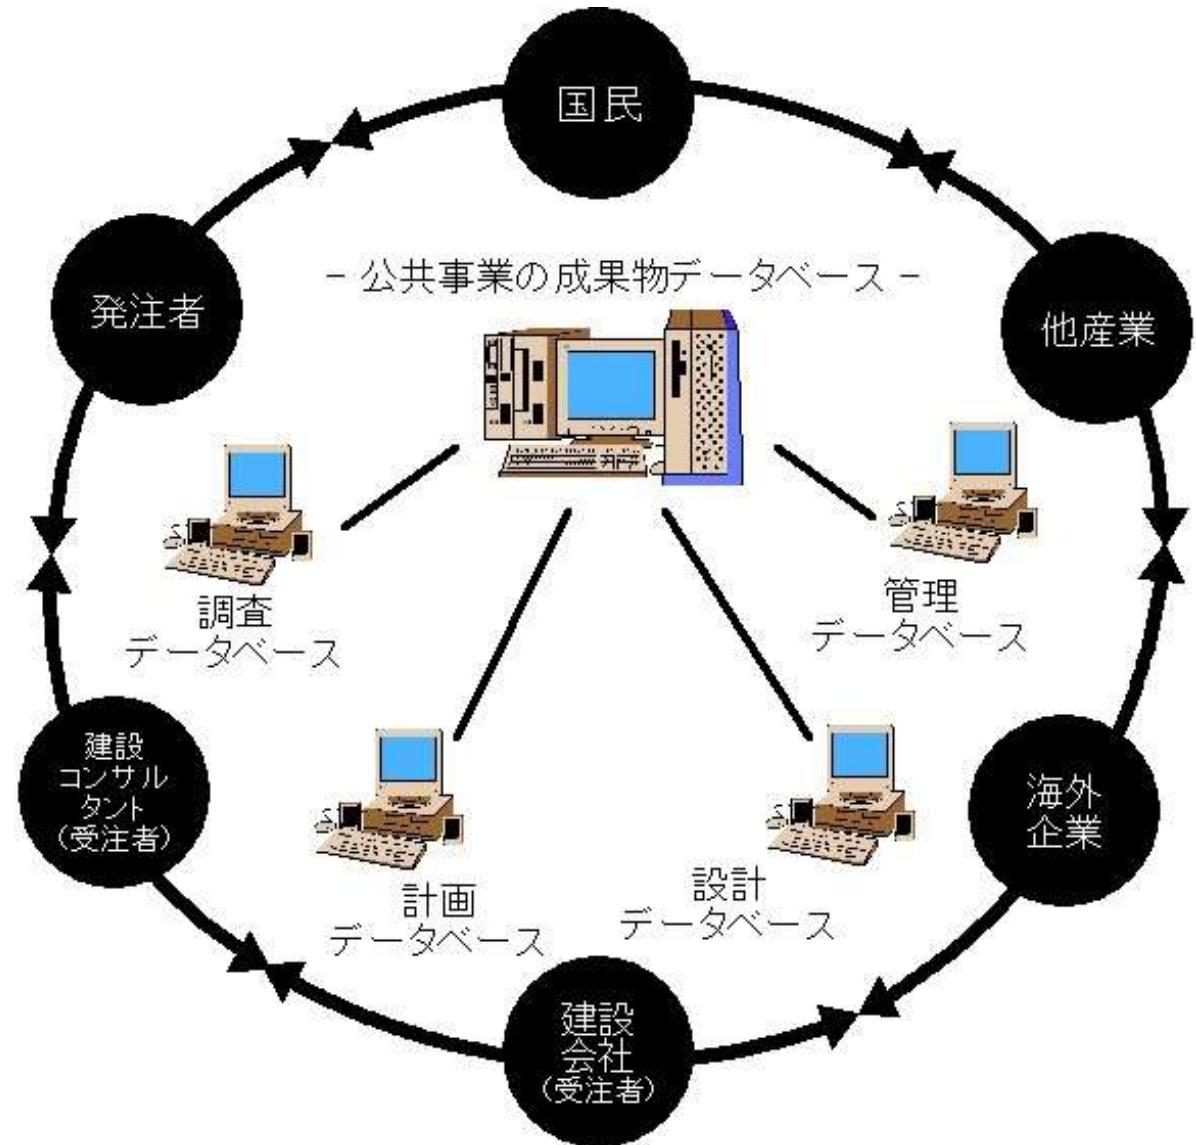 国民
発注者
- 公共事業の成果物データベース -
他産業
調査
データベース
管理
データベース
建設
コンサル
タント
(受注者)
海外
企業
計画
データベース
設計
データベース
建設
会社
(受注者)